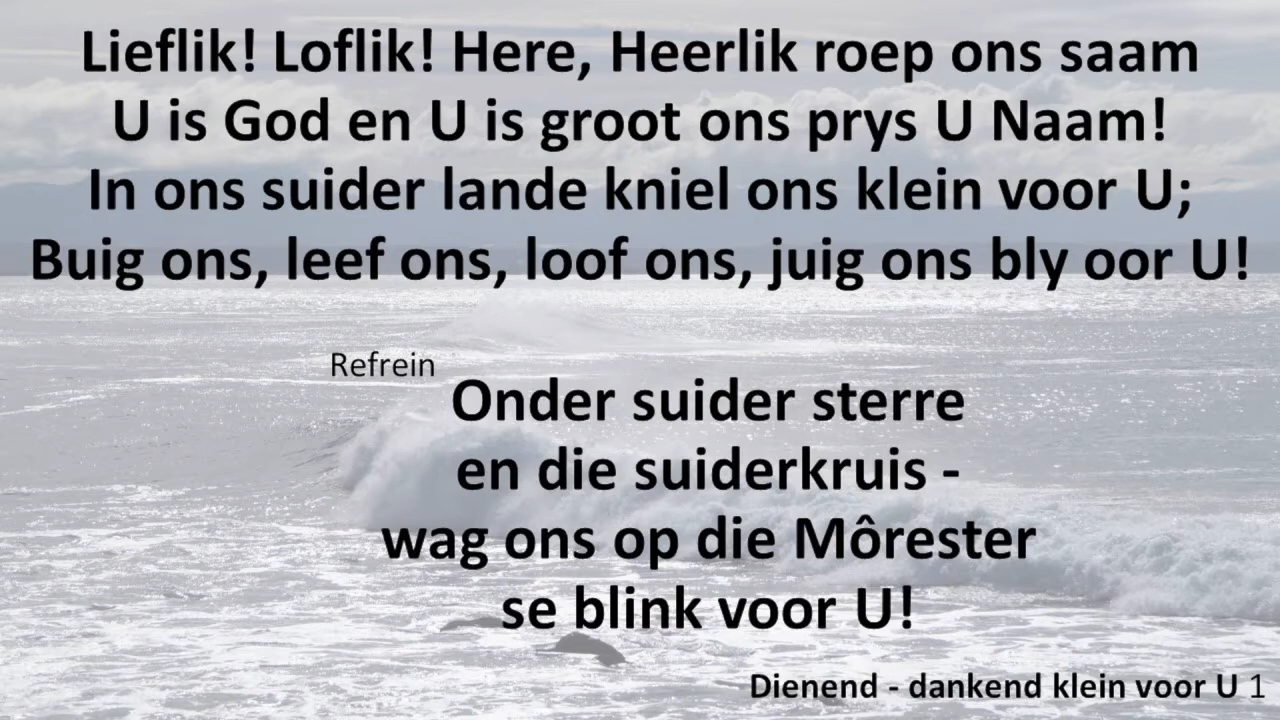 Lieflik! Loflik! Here, Heerlik roep ons saam
U is God en U is groot ons prys U Naam!
In ons suider lande kniel ons klein voor U;
Buig ons, leef ons, loof ons, juig ons bly oor U!
Refrein
Onder suider sterre
en die suiderkruis -
wag ons op die Môrester
se blink voor U!
Dienend - dankend klein voor U 1